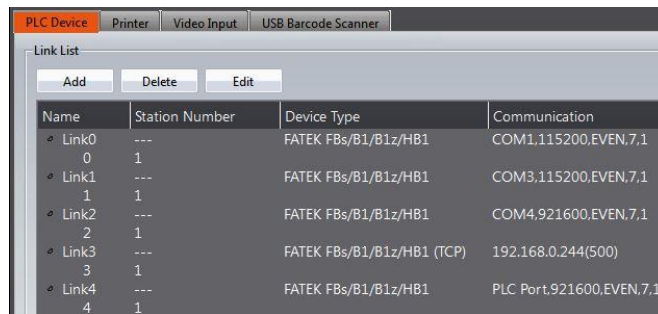 PLC Device Printer Video Input USB Barcode Scanner
Link List
Add Delete Edit
Name Station Number Device Type Communication
Link0 --- FATEK FBs/B1/B1z/HB1 COM1,115200,EVEN,7,1
0 1
Link1 --- FATEK FBs/B1/B1z/HB1 COM3,115200,EVEN,7,1
1 1
Link2 --- FATEK FBs/B1/B1z/HB1 COM4,921600,EVEN,7,1
2 1
Link3 --- FATEK FBs/B1/B1z/HB1 (TCP) 192.168.0.244(500)
3 1
Link4 --- FATEK FBs/B1/B1z/HB1 PLC Port,921600,EVEN,7,1
4 1